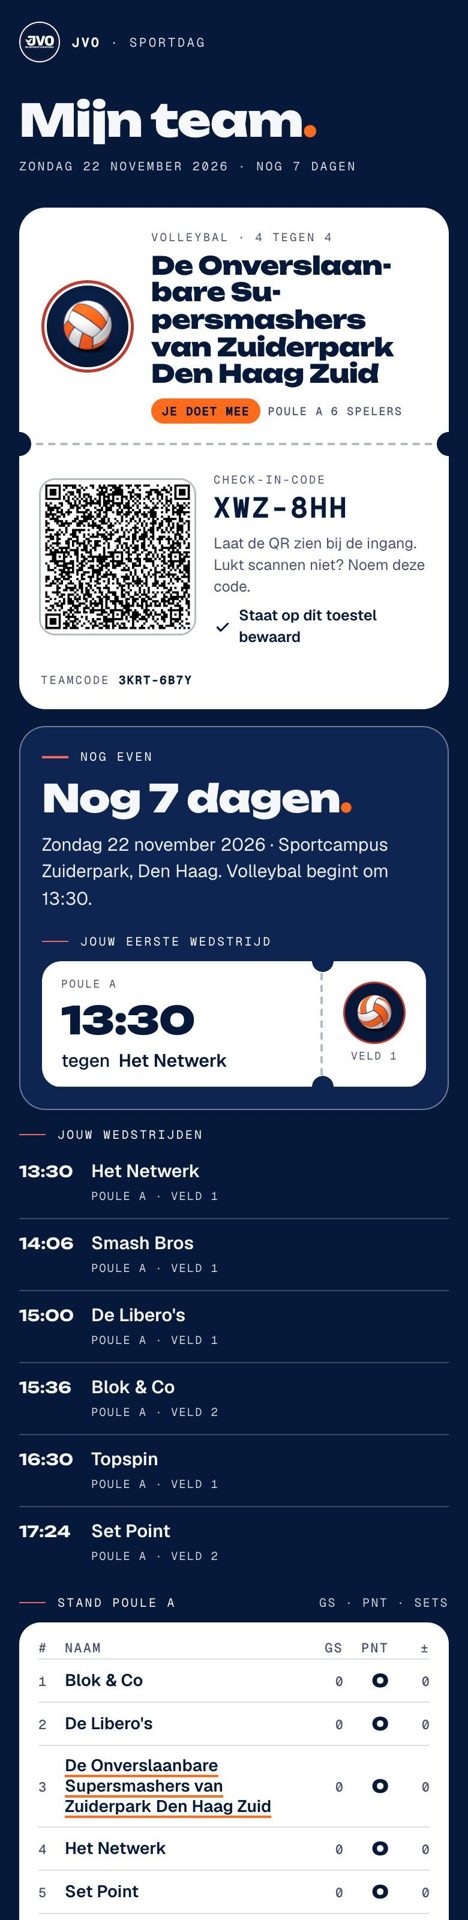 JVO
JVO · SPORTDAG
Mijn team.
ZONDAG 22 NOVEMBER 2026 · NOG 7 DAGEN
VOLLEYBAL · 4 TEGEN 4
De Onverslaan-
bare Su-
persmashers
van Zuiderpark
Den Haag Zuid
JE DOET MEE POULE A 6 SPELERS
CHECK-IN-CODE
XWZ-8HH
Laat de QR zien bij de ingang.
Lukt scannen niet? Noem deze
code.
Staat op dit toestel
bewaard
TEAMCODE 3KRT-6B7Y
NOG EVEN
Nog 7 dagen.
Zondag 22 november 2026 · Sportcampus
Zuiderpark, Den Haag. Volleybal begint om
13:30.
JOUW EERSTE WEDSTRIJD
POULE A
13:30
tegen Het Netwerk
VELD 1
JOUW WEDSTRIJDEN
13:30 Het Netwerk
POULE A · VELD 1
14:06 Smash Bros
POULE A · VELD 1
15:00 De Libero's
POULE A · VELD 1
15:36 Blok & Co
POULE A · VELD 2
16:30 Topspin
POULE A · VELD 1
17:24 Set Point
POULE A · VELD 2
STAND POULE A GS · PNT · SETS
# NAAM GS PNT ±
1 Blok & Co 0 0 0
2 De Libero's 0 0 0
3 De Onverslaanbare
Supersmashers van
Zuiderpark Den Haag Zuid 0 0 0
4 Het Netwerk 0 0 0
5 Set Point 0 0 0